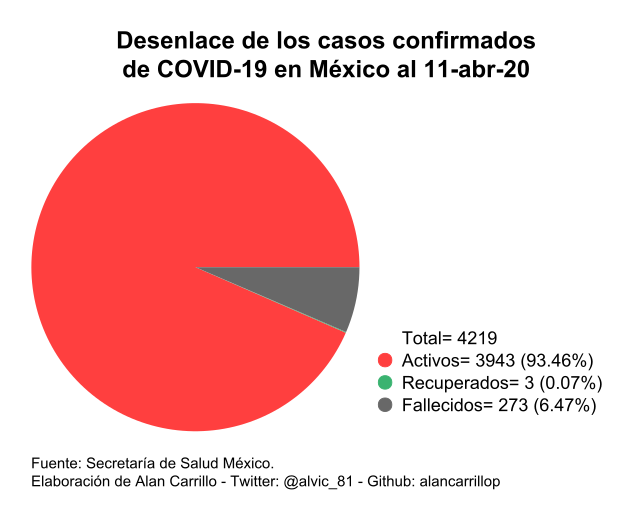 Desenlace de los casos confirmados
de COVID-19 en México al 11-abr-20
Total= 4219
Activos= 3943 (93.46%)
Recuperados= 3 (0.07%)
Fallecidos= 273 (6.47%)
Fuente: Secretaría de Salud México.
Elaboración de Alan Carrillo - Twitter: @alvic_81 - Github: alancarrillop